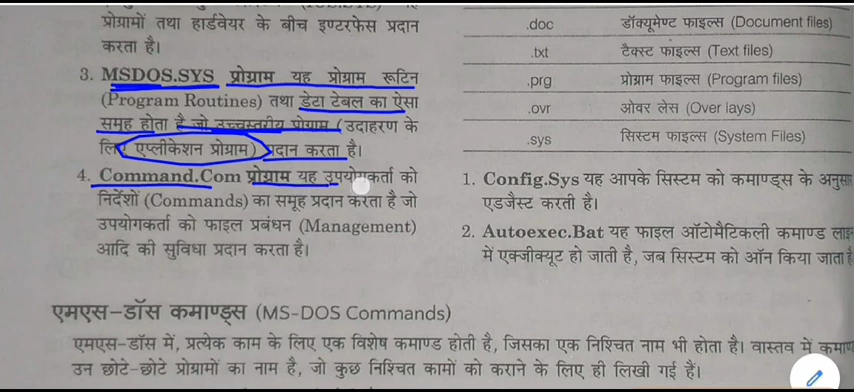 प्रोग्रामों तथा हार्डवेयर के बीच इण्टरफेस प्रदान
करता है।
3. MSDOS.SYS प्रोग्राम यह प्रोग्राम रूटिन
(Program Routines) तथा डेटा टेबल का ऐसा
समूह होता है जो उच्चस्तरीय प्रोग्राम (उदाहरण के
लिए एप्लीकेशन प्रोग्राम) प्रदान करता है।
4. Command.Com प्रोग्राम यह उपयोगकर्ता को
निर्देशों (Commands) का समूह प्रदान करता है जो
उपयोगकर्ता को फाइल प्रबंधन (Management)
आदि की सुविधा प्रदान करता है।
.doc डॉक्यूमेण्ट फाइल्स (Document files)
.txt टैक्स्ट फाइल्स (Text files)
.prg प्रोग्राम फाइल्स (Program files)
.ovr ओवर लेस (Over lays)
.sys सिस्टम फाइल्स (System Files)
1. Config.Sys यह आपके सिस्टम को कमाण्ड्स के अनुसार
एडजैस्ट करती है।
2. Autoexec.Bat यह फाइल ऑटोमैटिकली कमाण्ड लाइन
में एक्जीक्यूट हो जाती है, जब सिस्टम को ऑन किया जाता है
एमएस-डॉस कमाण्ड्स (MS-DOS Commands)
एमएस-डॉस में, प्रत्येक काम के लिए एक विशेष कमाण्ड होती है, जिसका एक निश्चित नाम भी होता है। वास्तव में कमाण
उन छोटे-छोटे प्रोग्रामों का नाम है, जो कुछ निश्चित कामों को कराने के लिए ही लिखी गई हैं।